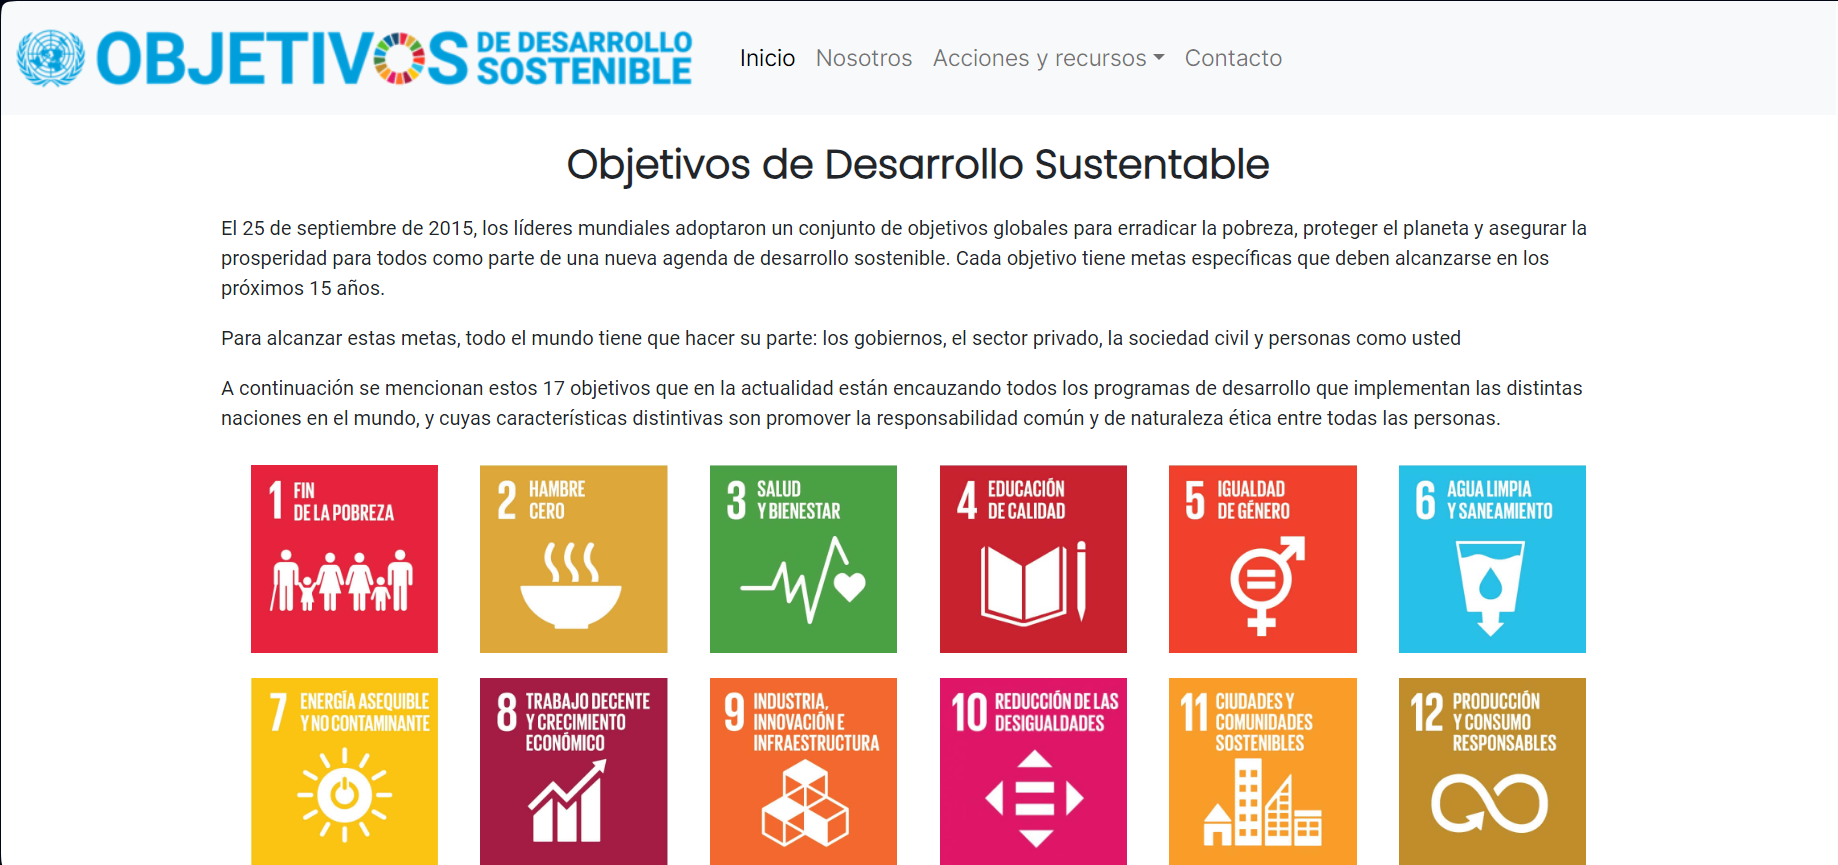 OBJETIVOS DE DESARROLLO SOSTENIBLE
Inicio Nosotros Acciones y recursos Contacto
Objetivos de Desarrollo Sustentable
El 25 de septiembre de 2015, los líderes mundiales adoptaron un conjunto de objetivos globales para erradicar la pobreza, proteger el planeta y asegurar la
prosperidad para todos como parte de una nueva agenda de desarrollo sostenible. Cada objetivo tiene metas específicas que deben alcanzarse en los
próximos 15 años.
Para alcanzar estas metas, todo el mundo tiene que hacer su parte: los gobiernos, el sector privado, la sociedad civil y personas como usted
A continuación se mencionan estos 17 objetivos que en la actualidad están encauzando todos los programas de desarrollo que implementan las distintas
naciones en el mundo, y cuyas características distintivas son promover la responsabilidad común y de naturaleza ética entre todas las personas.
1 FIN
DE LA POBREZA
2 HAMBRE
CERO
3 SALUD
Y BIENESTAR
4 EDUCACIÓN
DE CALIDAD
5 IGUALDAD
DE GÉNERO
6 AGUA LIMPIA
Y SANEAMIENTO
7 ENERGÍA ASEQUIBLE
Y NO CONTAMINANTE
8 TRABAJO DECENTE
Y CRECIMIENTO
ECONÓMICO
9 INDUSTRIA,
INNOVACIÓN E
INFRAESTRUCTURA
10 REDUCCIÓN DE LAS
DESIGUALDADES
11 CIUDADES Y
COMUNIDADES
SOSTENIBLES
12 PRODUCCIÓN
Y CONSUMO
RESPONSABLES